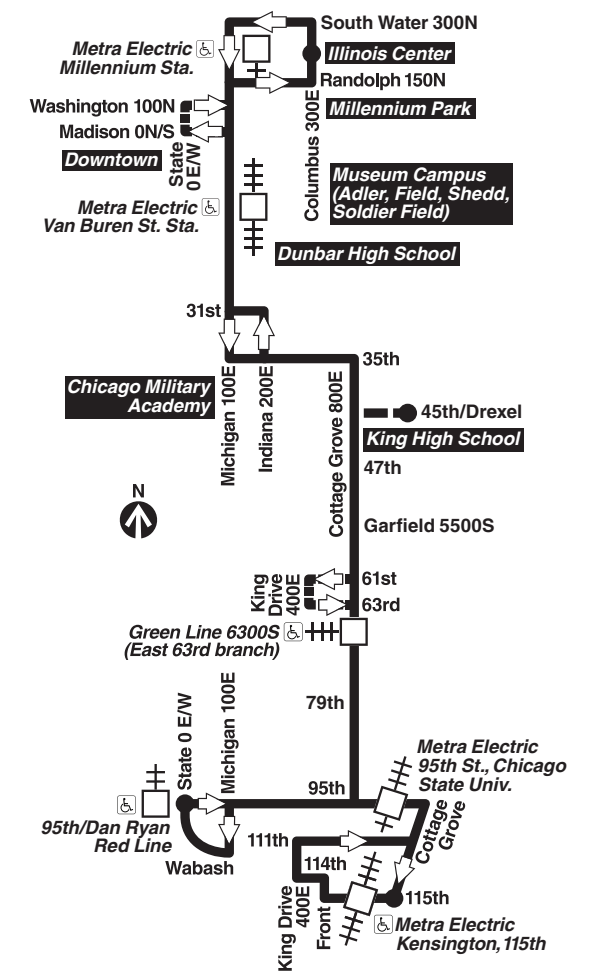 South Water 300N
Metra Electric
Millennium Sta.
Illinois Center
Randolph 150N
Washington 100N
Millennium Park
Madison 0N/S
Downtown
State
0 E/W
Columbus 300E
Museum Campus
(Adler, Field, Shedd,
Soldier Field)
Metra Electric
Van Buren St. Sta.
Dunbar High School
31st
35th
Chicago Military
Academy
Michigan 100E
Indiana 200E
Cottage Grove 800E
45th/Drexel
King High School
47th
N
Garfield 5500S
King
Drive
400E
61st
63rd
Green Line 6300S
(East 63rd branch)
79th
State 0 E/W
Michigan 100E
Metra Electric
95th St., Chicago
State Univ.
95th
95th/Dan Ryan
Red Line
Wabash
Cottage
Grove
111th
114th
King Drive
400E
Front
115th
Metra Electric
Kensington, 115th